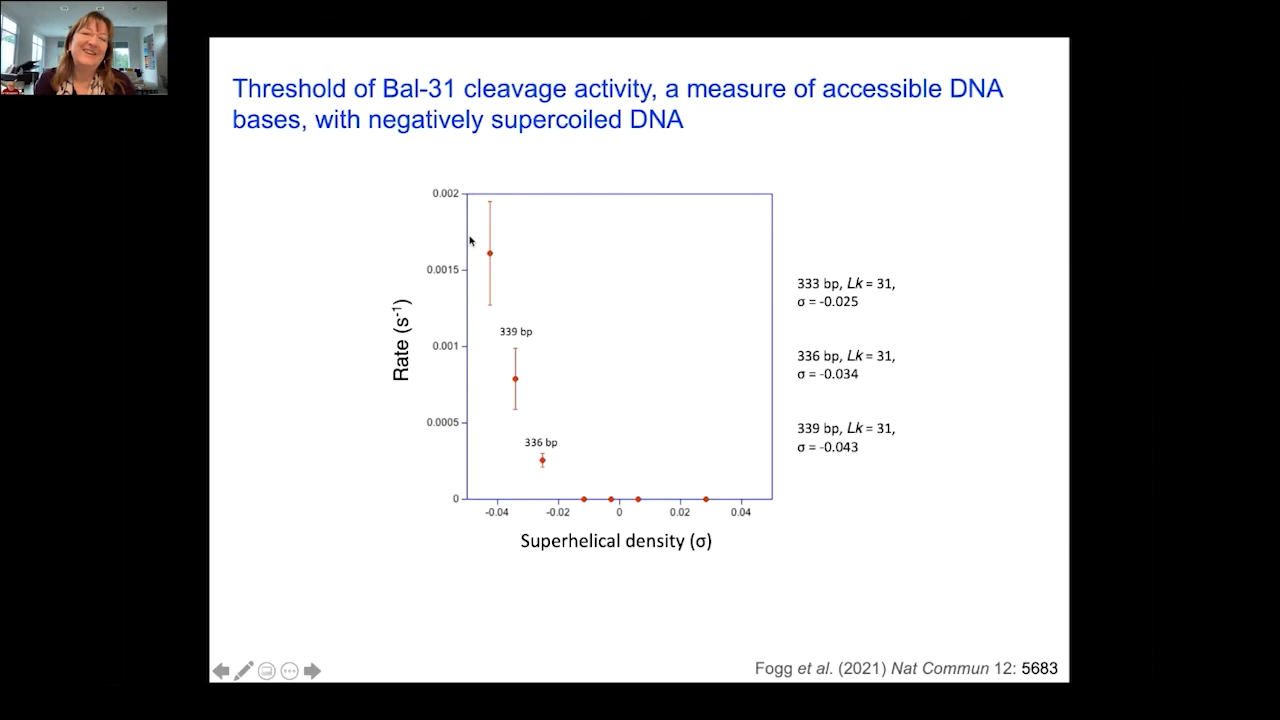 Threshold of Bal-31 cleavage activity, a measure of accessible DNA
bases, with negatively supercoiled DNA
Rate (s⁻¹)
0.002
0.0015
0.001
0.0005
0
339 bp
336 bp
-0.04
-0.02
0
0.02
0.04
Superhelical density (σ)
333 bp, Lk = 31,
σ = -0.025
336 bp, Lk = 31,
σ = -0.034
339 bp, Lk = 31,
σ = -0.043
Fogg et al. (2021) Nat Commun 12: 5683